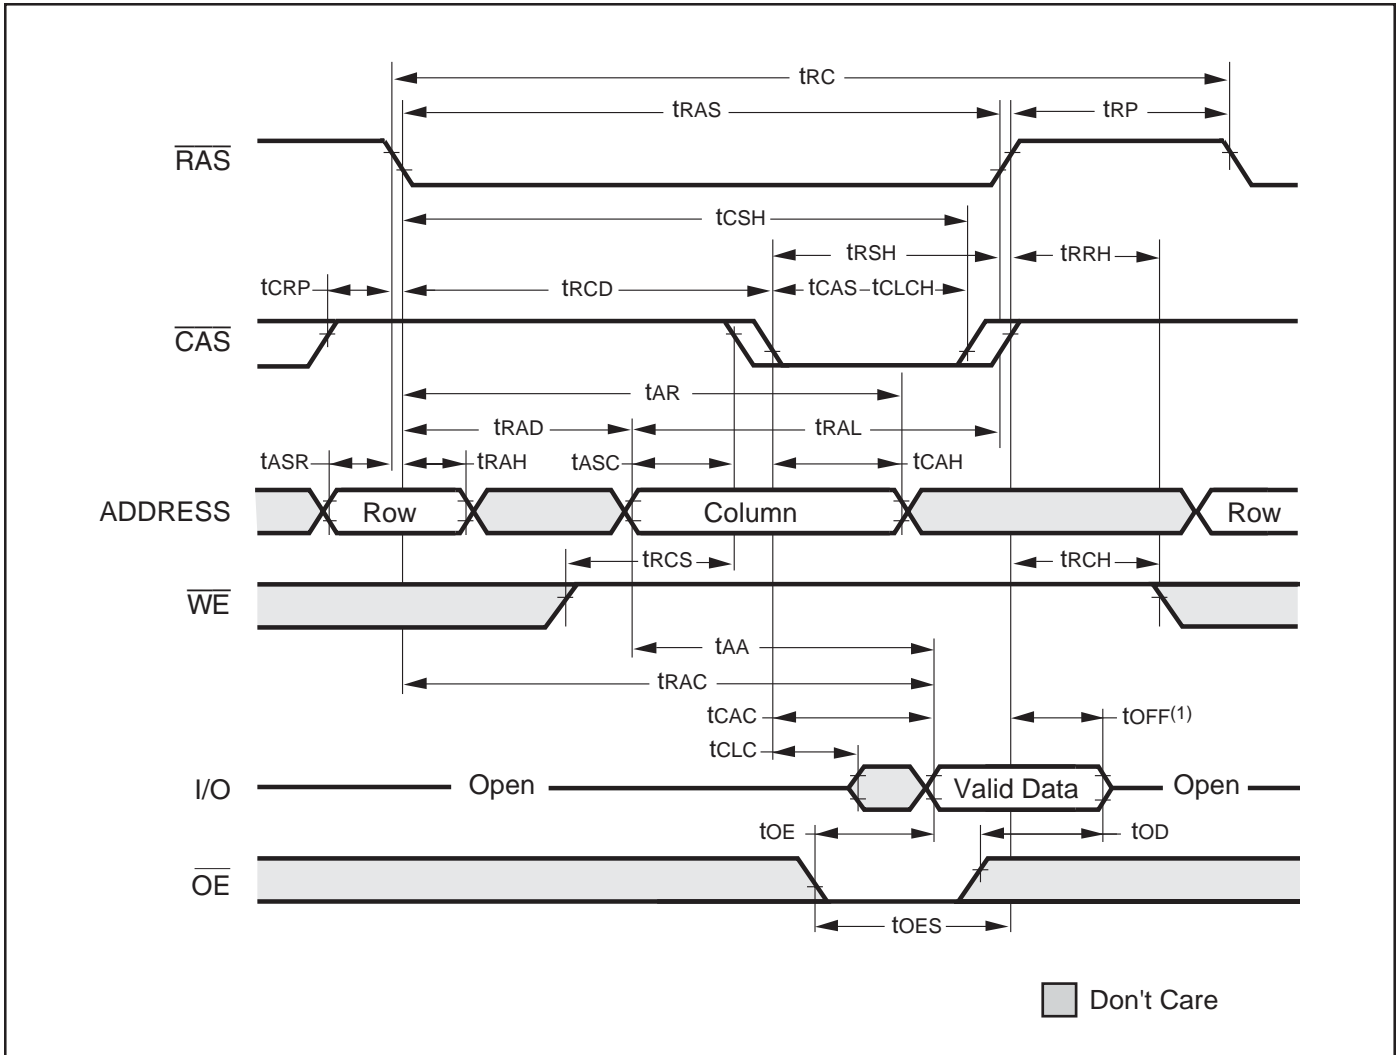 tRC
tRAS
tRP
RAS
tCSH
tRSH
tRRH
tCRP
tRCD
tCAS
tCLCH
CAS
tAR
tRAD
tRAL
tASR
tRAH
tASC
tCAH
ADDRESS
Row
Column
Row
tRCS
tRCH
WE
tAA
tRAC
tCAC
tOFF(1)
tCLC
I/O
Open
Valid Data
Open
tOE
tOD
OE
tOES
Don't Care